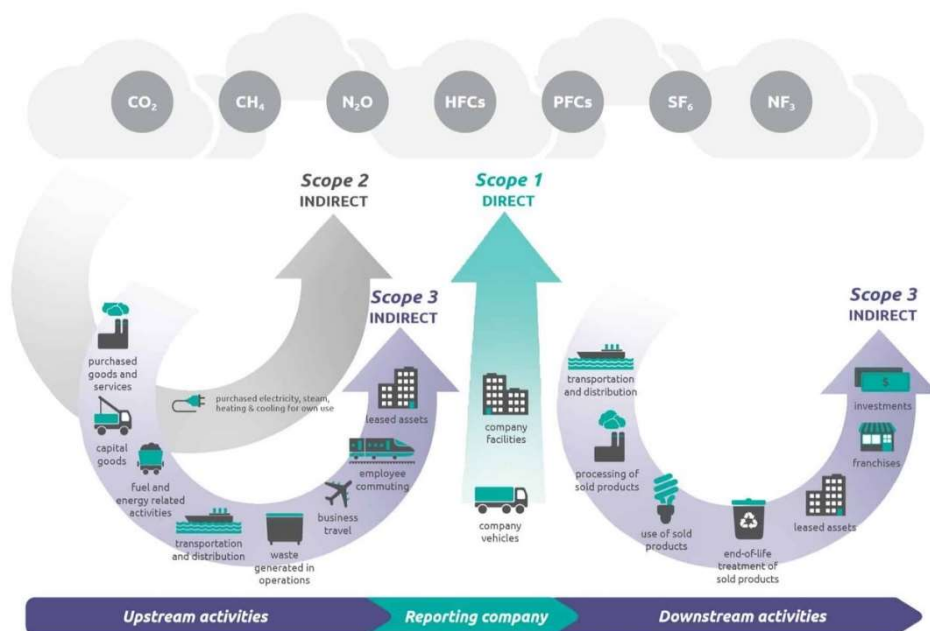 CO₂
CH₄
N₂O
HFCs
PFCs
SF₆
NF₃
Scope 2
INDIRECT
Scope 1
DIRECT
Scope 3
INDIRECT
Scope 3
INDIRECT
purchased
goods and
services
capital
goods
fuel and
energy related
activities
transportation
and distribution
waste
generated in
operations
business
travel
employee
commuting
leased assets
purchased electricity, steam,
heating & cooling for own use
company
facilities
company
vehicles
transportation
and distribution
processing of
sold products
use of sold
products
end-of-life
treatment of
sold products
leased assets
franchises
investments
$
Upstream activities
Reporting company
Downstream activities